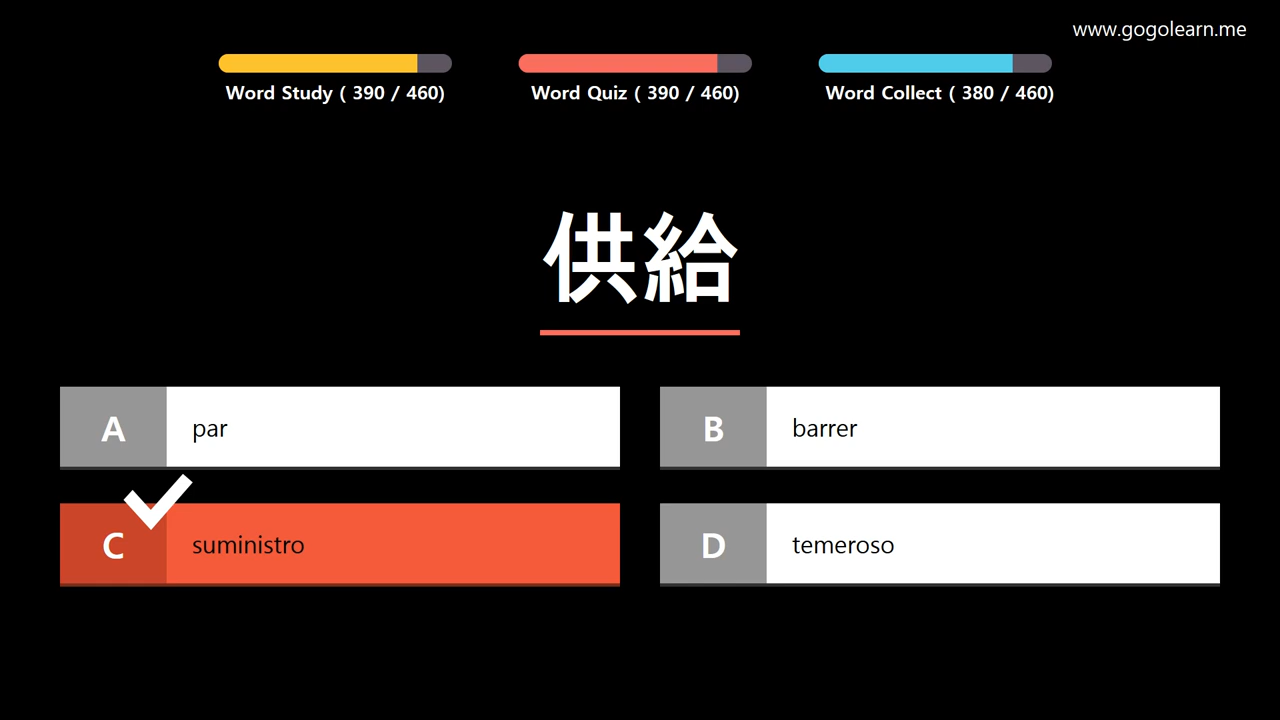 www.gogolearn.me
Word Study ( 390 / 460)
Word Quiz ( 390 / 460)
Word Collect ( 380 / 460)
供給
A par
B barrer
C suministro
D temeroso